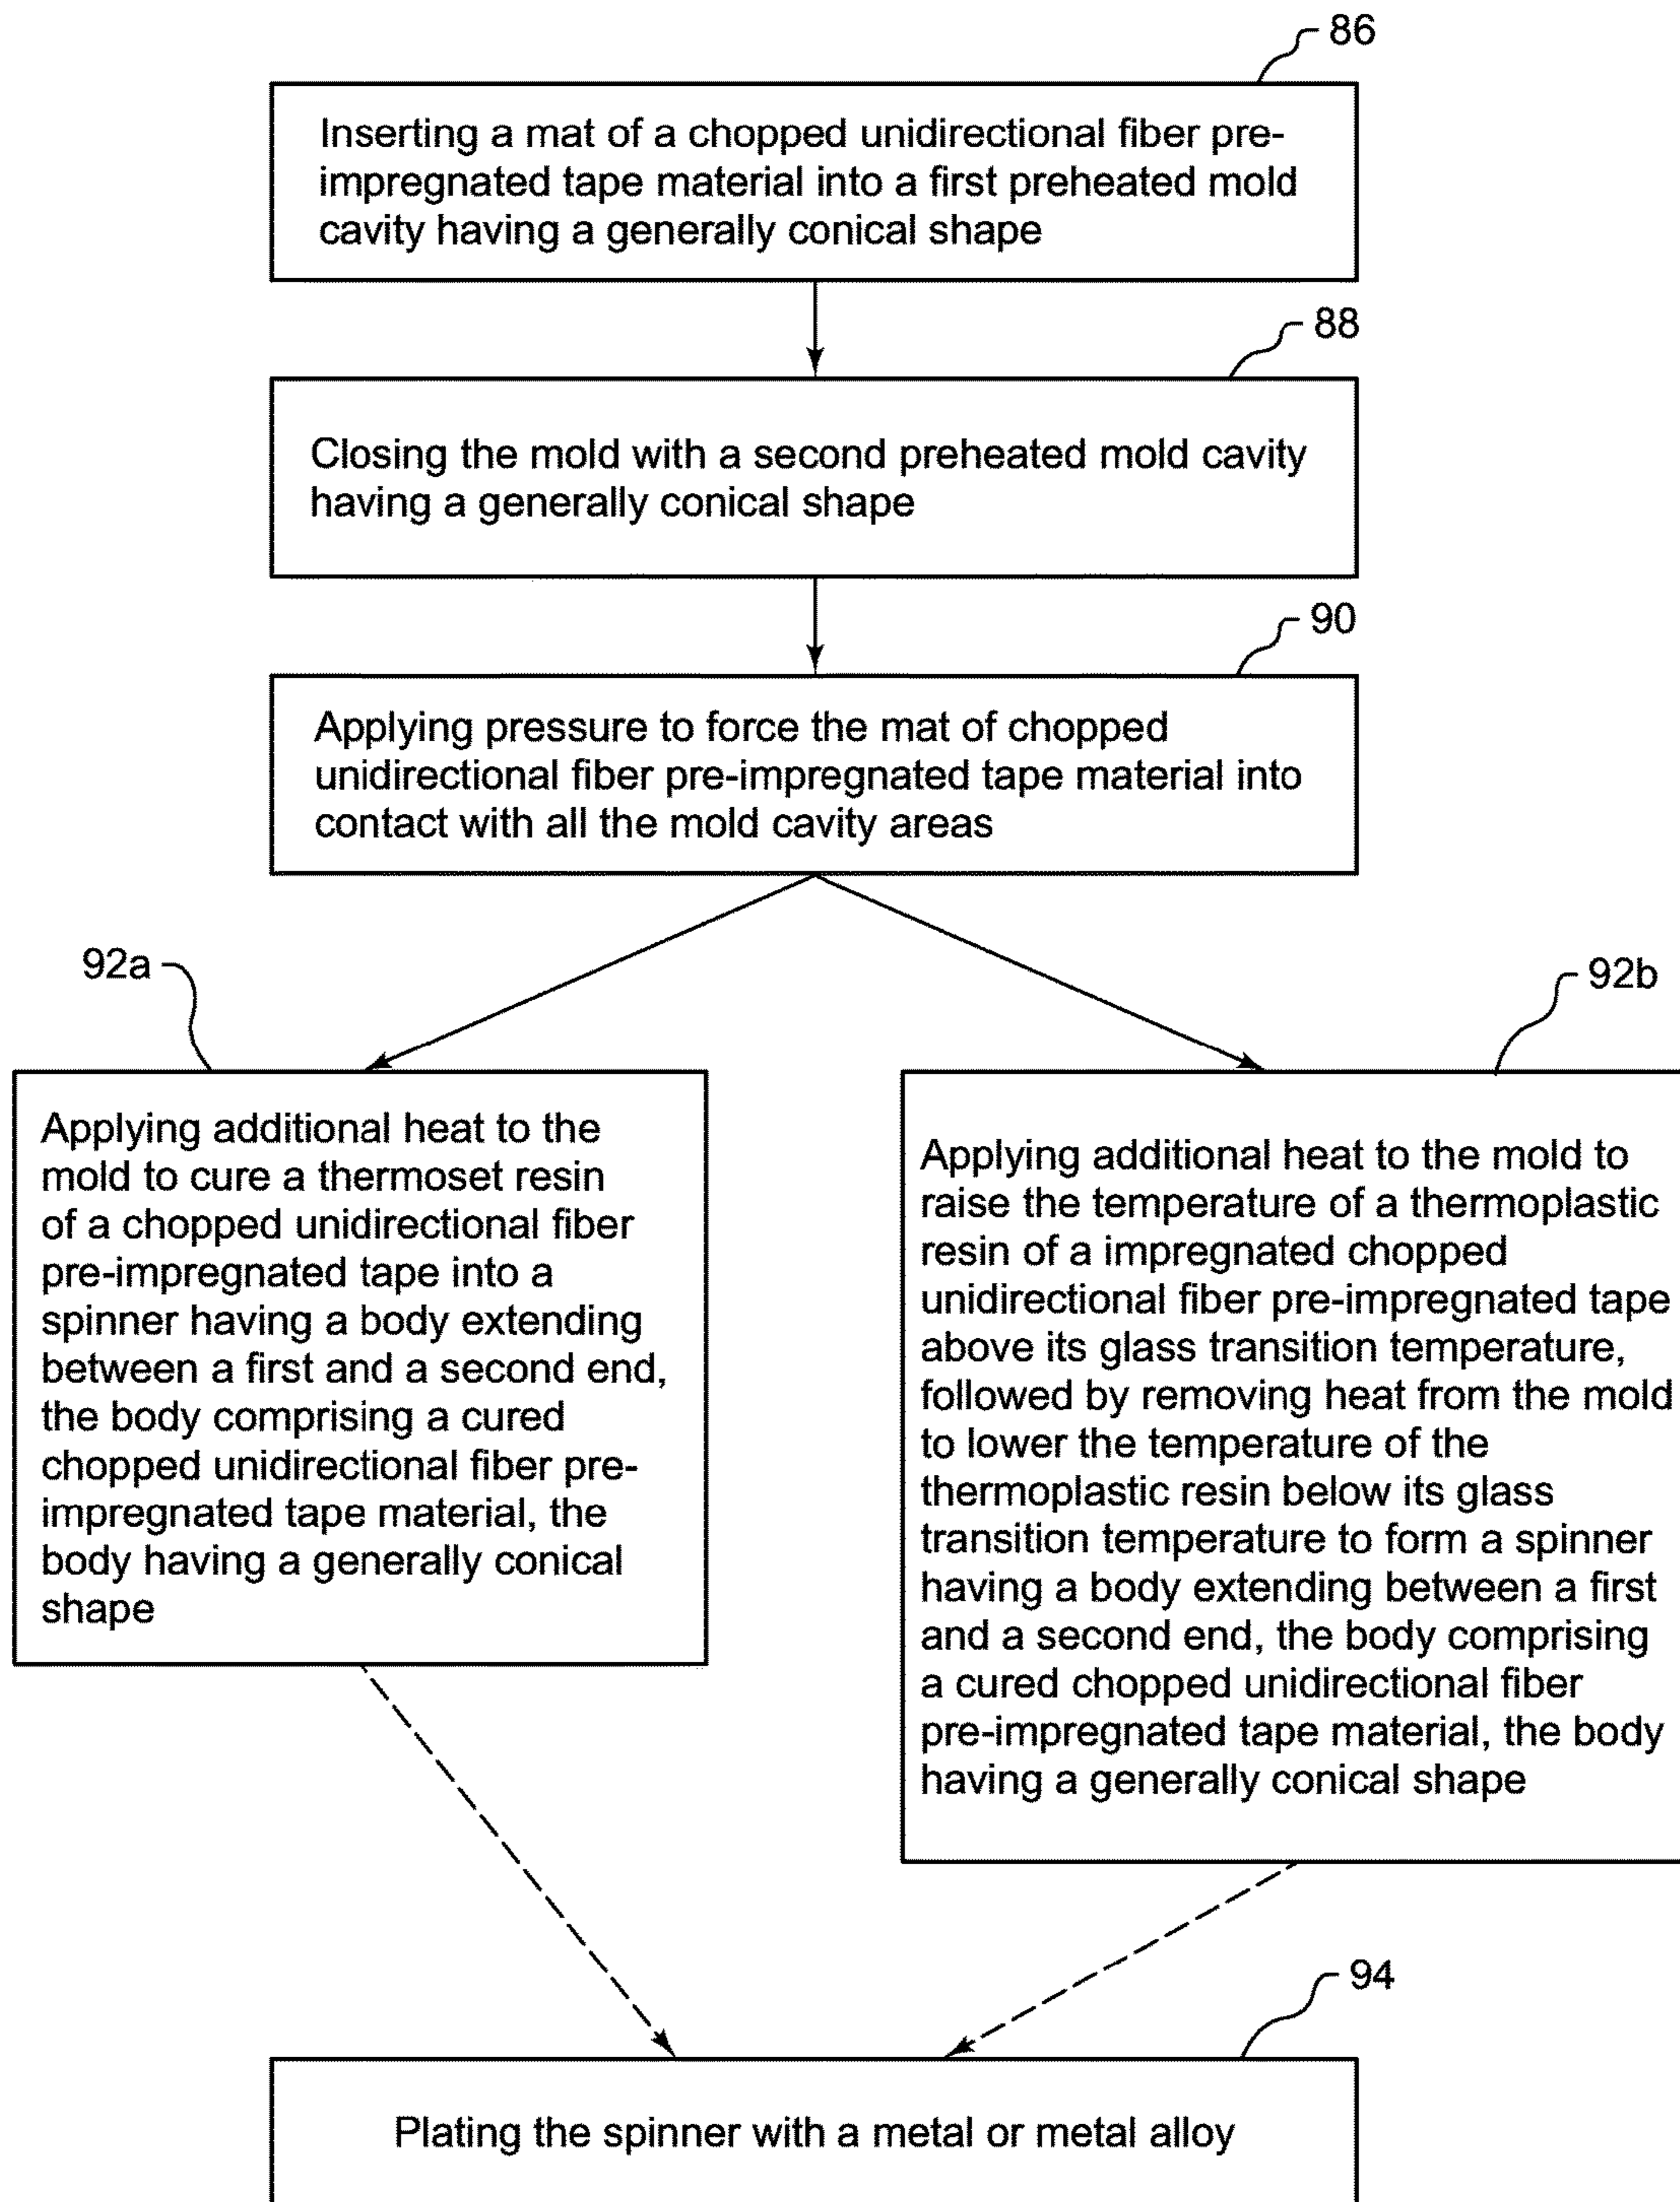 86
Inserting a mat of a chopped unidirectional fiber pre-
impregnated tape material into a first preheated mold
cavity having a generally conical shape
88
Closing the mold with a second preheated mold cavity
having a generally conical shape
90
Applying pressure to force the mat of chopped
unidirectional fiber pre-impregnated tape material into
contact with all the mold cavity areas
92a
Applying additional heat to the
mold to cure a thermoset resin
of a chopped unidirectional fiber
pre-impregnated tape into a
spinner having a body extending
between a first and a second end,
the body comprising a cured
chopped unidirectional fiber pre-
impregnated tape material, the
body having a generally conical
shape
92b
Applying additional heat to the mold to
raise the temperature of a thermoplastic
resin of a impregnated chopped
unidirectional fiber pre-impregnated tape
above its glass transition temperature,
followed by removing heat from the mold
to lower the temperature of the
thermoplastic resin below its glass
transition temperature to form a spinner
having a body extending between a first
and a second end, the body comprising
a cured chopped unidirectional fiber
pre-impregnated tape material, the body
having a generally conical shape
94
Plating the spinner with a metal or metal alloy